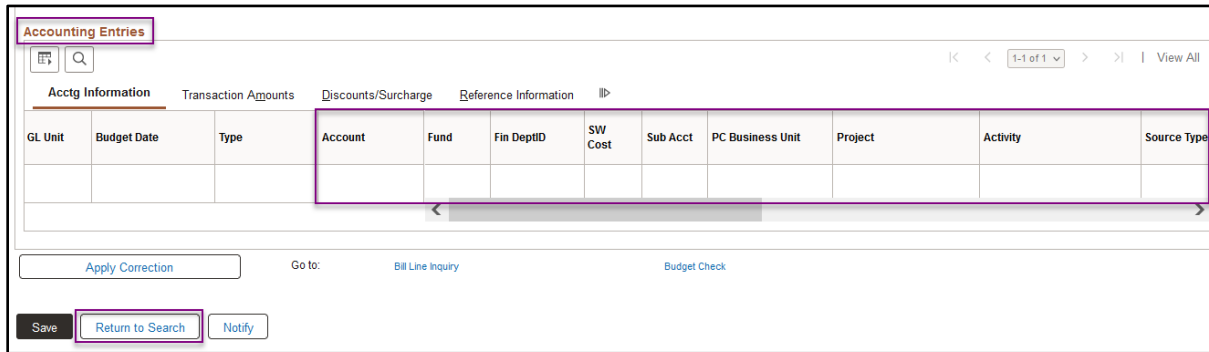 Accounting Entries
1-1 of 1
View All
Acctg Information Transaction Amounts Discounts/Surcharge Reference Information
GL Unit Budget Date Type Account Fund Fin DeptID SW Cost Sub Acct PC Business Unit Project Activity Source Type
Apply Correction Go to: Bill Line Inquiry Budget Check
Save Return to Search Notify